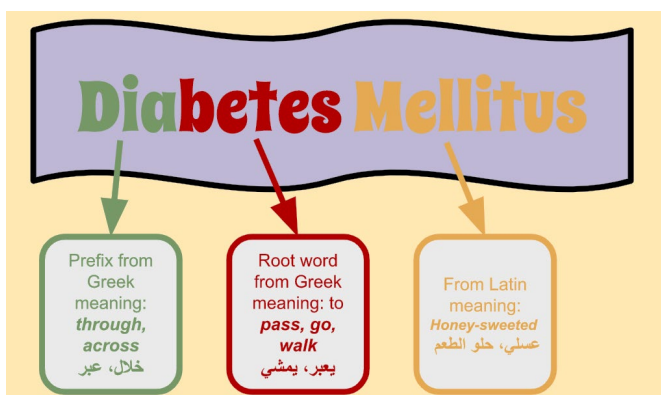 Diabetes Mellitus
Prefix from
Greek
meaning:
through,
across
خلال، عبر
Root word
from Greek
meaning: to
pass, go,
walk
يعبر، يمشي
From Latin
meaning:
Honey-sweeted
عسلي، حلو الطعم